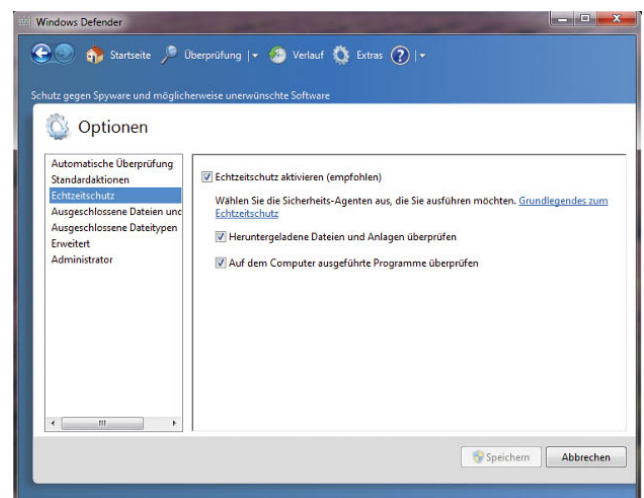 Windows Defender
Startseite Überprüfung Verlauf Extras
Schutz gegen Spyware und möglicherweise unerwünschte Software
Optionen
Automatische Überprüfung
Standardaktionen
Echtzeitschutz
Ausgeschlossene Dateien unc
Ausgeschlossene Dateitypen
Erweitert
Administrator
Echtzeitschutz aktivieren (empfohlen)
Wählen Sie die Sicherheits-Agenten aus, die Sie ausführen möchten. Grundlegendes zum
Echtzeitschutz
Heruntergeladene Dateien und Anlagen überprüfen
Auf dem Computer ausgeführte Programme überprüfen
Speichern Abbrechen